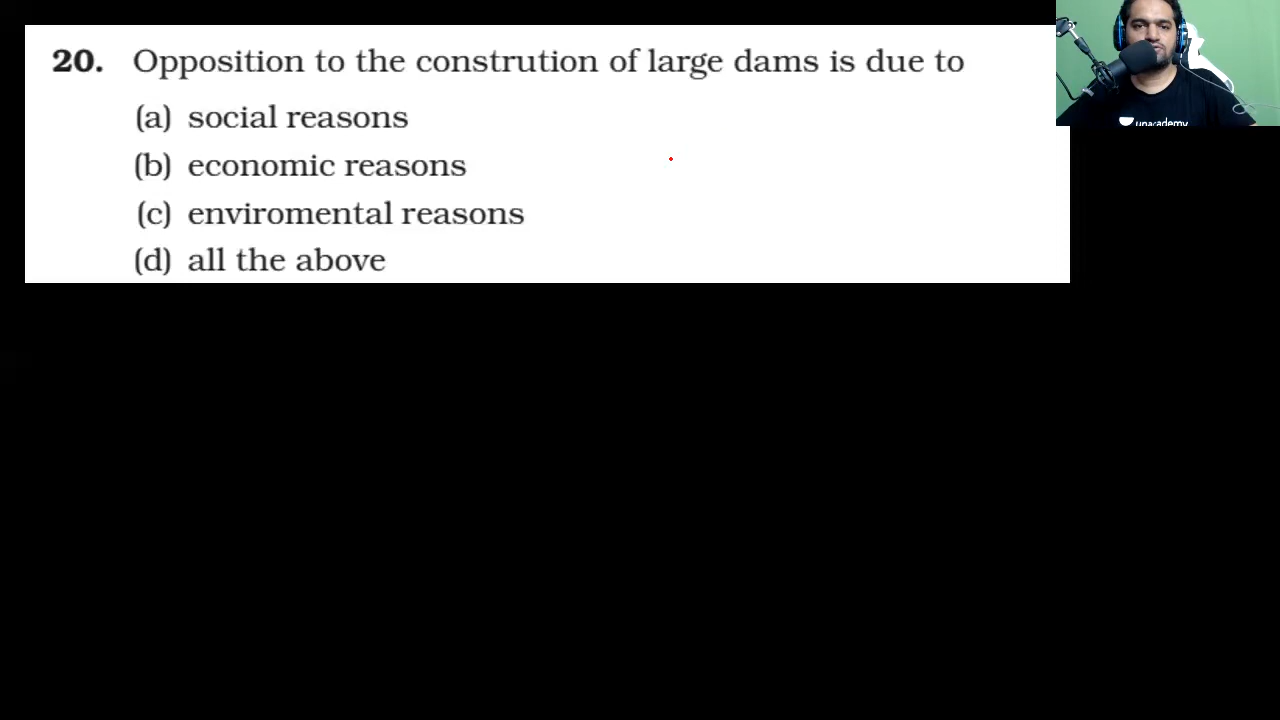 20. Opposition to the constrution of large dams is due to
(a) social reasons
(b) economic reasons
(c) enviromental reasons
(d) all the above
unacademy